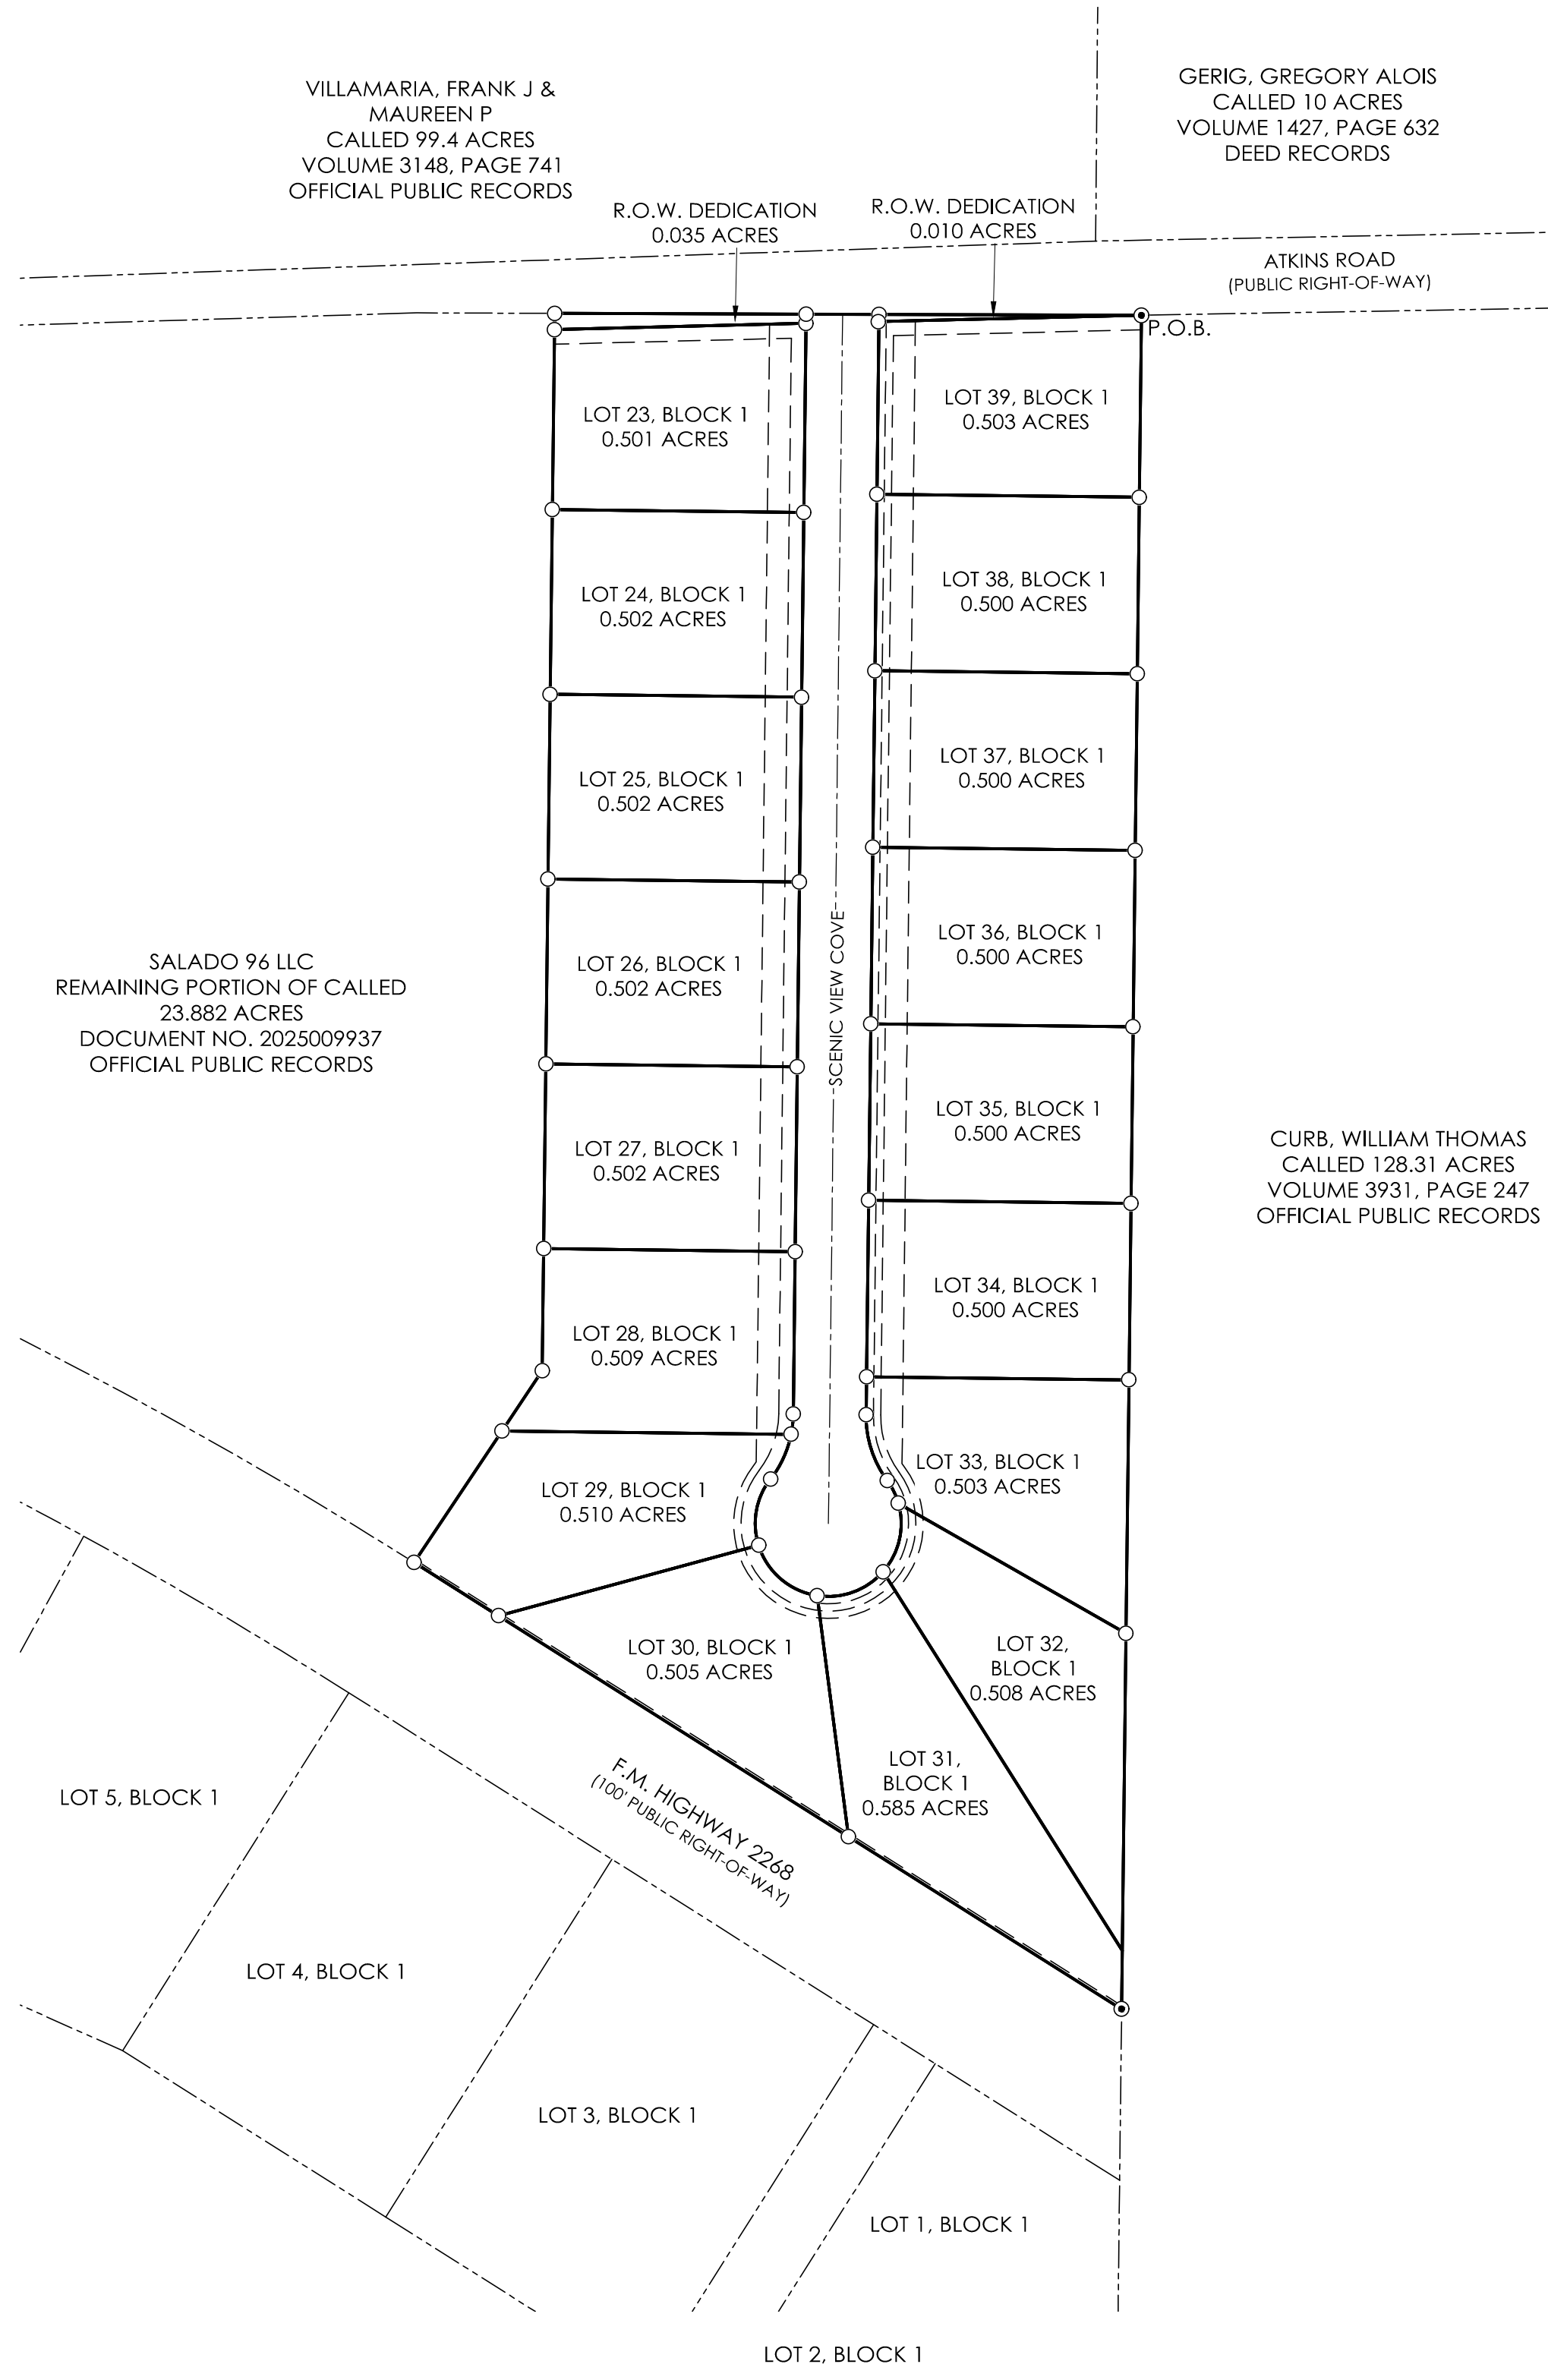 VILLAMARIA, FRANK J &
MAUREEN P
CALLED 99.4 ACRES
VOLUME 3148, PAGE 741
OFFICIAL PUBLIC RECORDS
GERIG, GREGORY ALOIS
CALLED 10 ACRES
VOLUME 1427, PAGE 632
DEED RECORDS
R.O.W. DEDICATION
0.035 ACRES
R.O.W. DEDICATION
0.010 ACRES
ATKINS ROAD
(PUBLIC RIGHT-OF-WAY)
P.O.B.
LOT 23, BLOCK 1
0.501 ACRES
LOT 39, BLOCK 1
0.503 ACRES
LOT 24, BLOCK 1
0.502 ACRES
LOT 38, BLOCK 1
0.500 ACRES
LOT 25, BLOCK 1
0.502 ACRES
LOT 37, BLOCK 1
0.500 ACRES
SALADO 96 LLC
REMAINING PORTION OF CALLED
23.882 ACRES
DOCUMENT NO. 2025009937
OFFICIAL PUBLIC RECORDS
LOT 26, BLOCK 1
0.502 ACRES
SCENIC VIEW COVE
LOT 36, BLOCK 1
0.500 ACRES
LOT 27, BLOCK 1
0.502 ACRES
LOT 35, BLOCK 1
0.500 ACRES
CURB, WILLIAM THOMAS
CALLED 128.31 ACRES
VOLUME 3931, PAGE 247
OFFICIAL PUBLIC RECORDS
LOT 28, BLOCK 1
0.509 ACRES
LOT 34, BLOCK 1
0.500 ACRES
LOT 29, BLOCK 1
0.510 ACRES
LOT 33, BLOCK 1
0.503 ACRES
LOT 30, BLOCK 1
0.505 ACRES
LOT 32,
BLOCK 1
0.508 ACRES
LOT 31,
BLOCK 1
0.585 ACRES
F.M. HIGHWAY 2268
(100' PUBLIC RIGHT-OF-WAY)
LOT 5, BLOCK 1
LOT 4, BLOCK 1
LOT 3, BLOCK 1
LOT 1, BLOCK 1
LOT 2, BLOCK 1